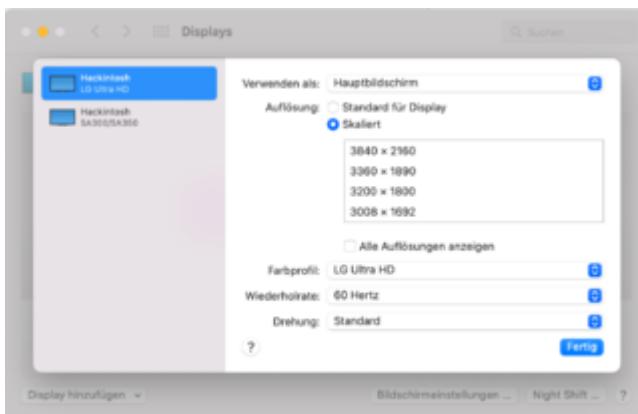 Displays
Suchen
Hackintosh
LG Ultra HD
Hackintosh
SA300/SA350
Verwenden als: Hauptbildschirm
Auflösung: Standard für Display
Skaliert
3840 × 2160
3360 × 1890
3200 × 1800
3008 × 1692
Alle Auflösungen anzeigen
Farbprofil: LG Ultra HD
Wiederholrate: 60 Hertz
Drehung: Standard
? Fertig
Display hinzufügen Bildschirmeinstellungen ... Night Shift ... ?